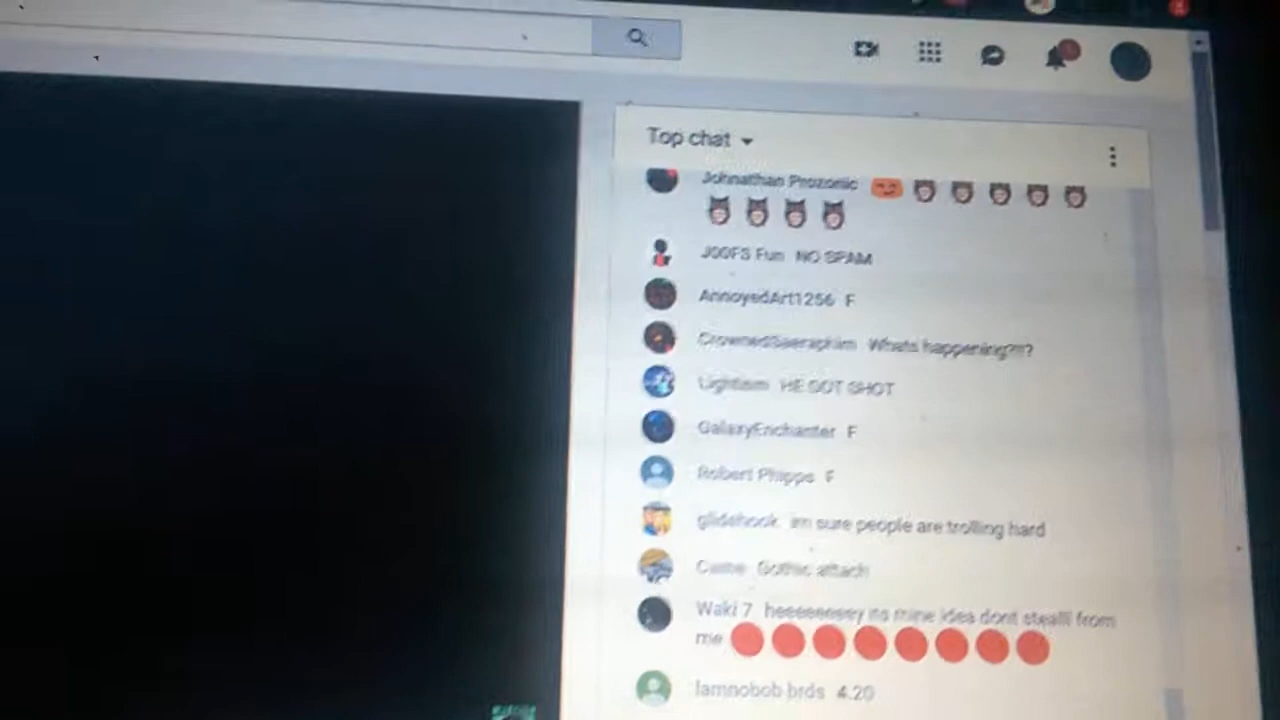 Top chat
Johnathan Prozonic
J00FS Fun NO SPAM
AnnoyedArt1256 F
Whats happening?!!?
HE GOT SHOT
GalaxyEnchanter F
Robert Phipps F
glidehook im sure people are trolling hard
Gothic attach
Waki 7 heeeeeeeey its mine idea dont stealll from
me
Iamnobob brds 4.20